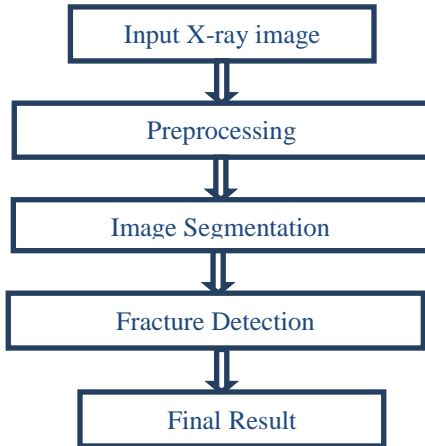 Input X-ray image
Preprocessing
Image Segmentation
Fracture Detection
Final Result